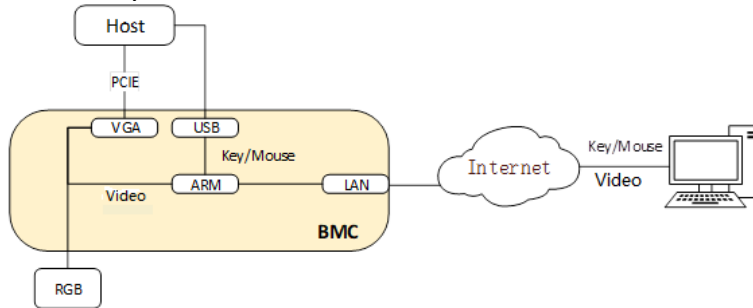 Host
PCIE
VGA
USB
Key/Mouse
Video
ARM
LAN
BMC
RGB
Internet
Key/Mouse
Video